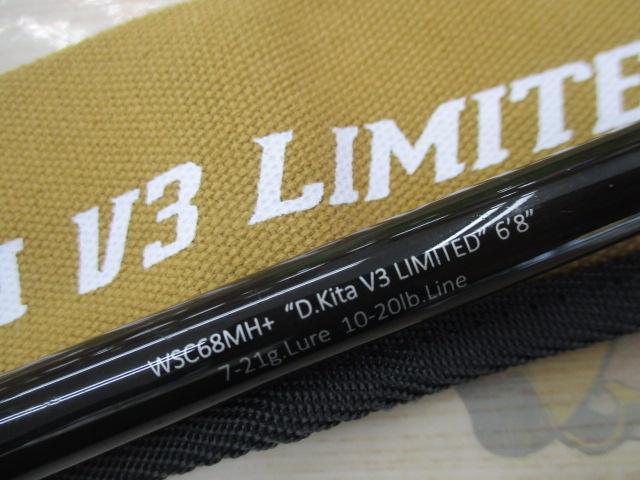 V3 LIMITE
WSC68MH+ "D.Kita V3 LIMITED" 6'8"
7-21g.Lure 10-20lb.Line